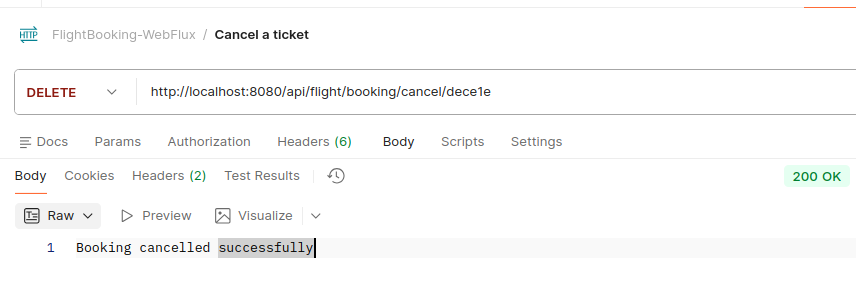 HTTP FlightBooking-WebFlux / Cancel a ticket
DELETE http://localhost:8080/api/flight/booking/cancel/dece1e
Docs Params Authorization Headers (6) Body Scripts Settings
Body Cookies Headers (2) Test Results 200 OK
Raw Preview Visualize
1 Booking cancelled successfully